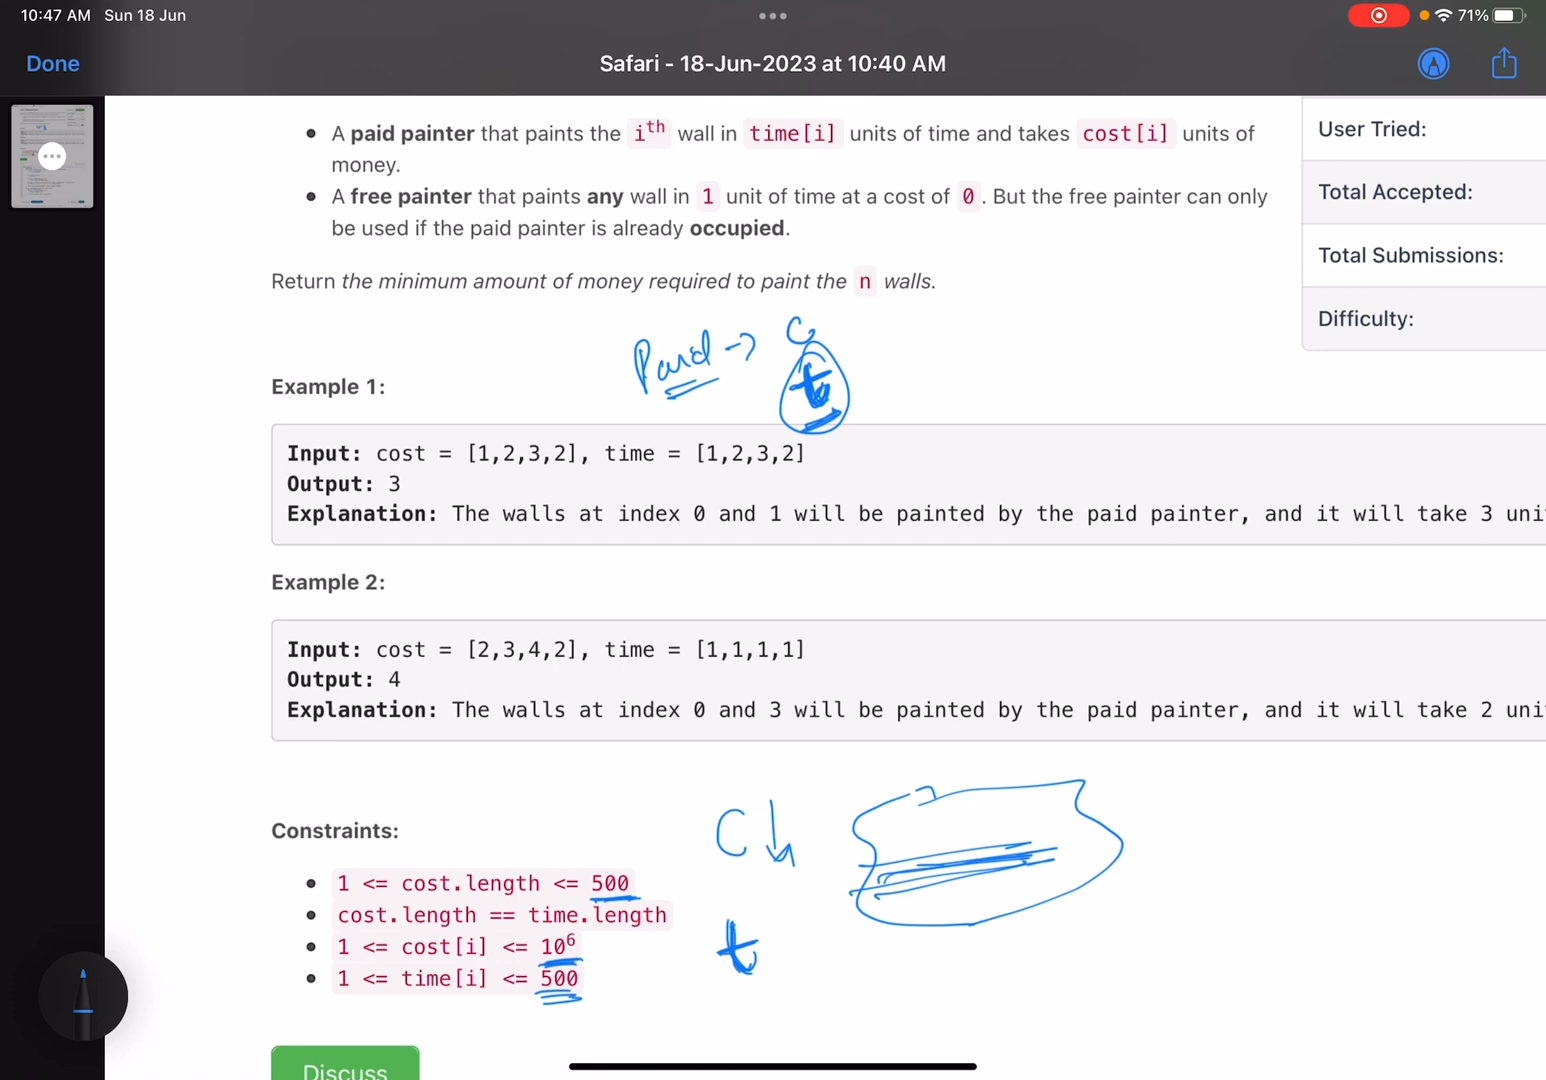 10:47 AM Sun 18 Jun
71%
Done
Safari - 18-Jun-2023 at 10:40 AM
A paid painter that paints the ith wall in time[i] units of time and takes cost[i] units of
money.
A free painter that paints any wall in 1 unit of time at a cost of 0. But the free painter can only
be used if the paid painter is already occupied.
Return the minimum amount of money required to paint the n walls.
User Tried:
Total Accepted:
Total Submissions:
Difficulty:
Paid → C
t
Example 1:
Input: cost = [1,2,3,2], time = [1,2,3,2]
Output: 3
Explanation: The walls at index 0 and 1 will be painted by the paid painter, and it will take 3 uni
Example 2:
Input: cost = [2,3,4,2], time = [1,1,1,1]
Output: 4
Explanation: The walls at index 0 and 3 will be painted by the paid painter, and it will take 2 uni
C ↓
t
Constraints:
1 <= cost.length <= 500
cost.length == time.length
1 <= cost[i] <= 10⁶
1 <= time[i] <= 500
Discuss